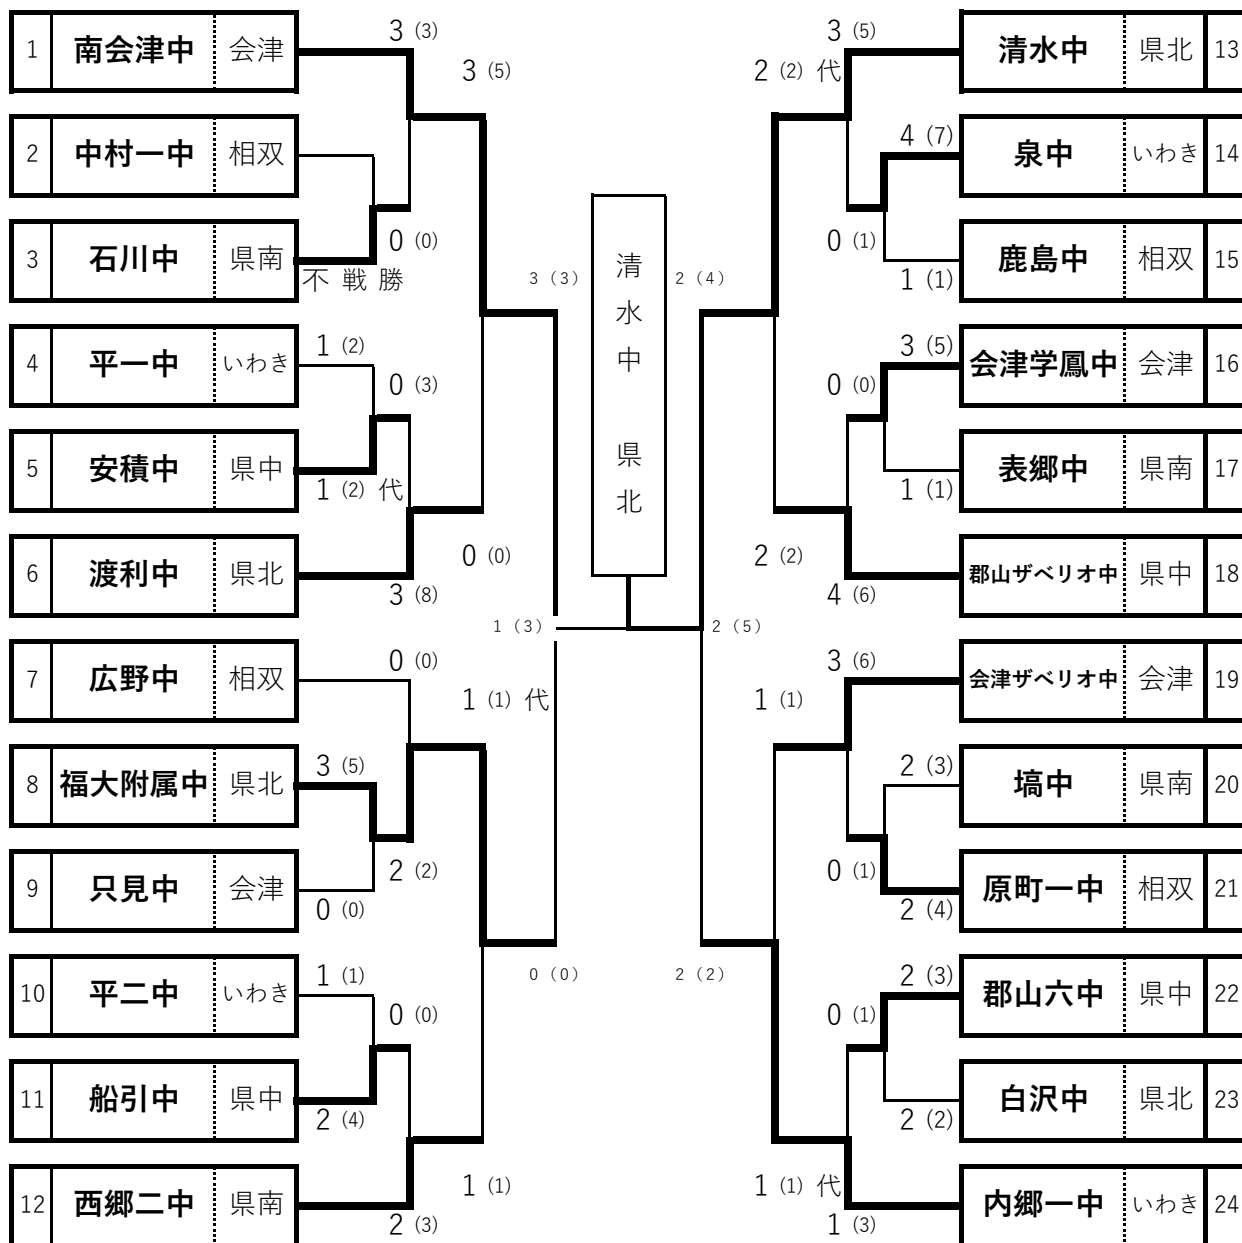 1 南会津中 会津
3 (3)
3 (5)
2 中村一中 相双
3 石川中 県南
0 (0)
不戦勝
3 (3)
4 平一中 いわき
1 (2)
0 (3)
5 安積中 県中
1 (2) 代
6 渡利中 県北
3 (8)
0 (0)
1 (3)
7 広野中 相双
0 (0)
1 (1) 代
8 福大附属中 県北
3 (5)
2 (2)
9 只見中 会津
0 (0)
0 (0)
10 平二中 いわき
1 (1)
0 (0)
11 船引中 県中
2 (4)
12 西郷二中 県南
2 (3)
1 (1)
清水中 県北
3 (5)
2 (2) 代
清水中 県北 13
4 (7)
泉中 いわき 14
0 (1)
鹿島中 相双 15
1 (1)
2 (4)
3 (5)
会津学鳳中 会津 16
0 (0)
表郷中 県南 17
1 (1)
2 (2)
郡山ザベリオ中 県中 18
4 (6)
2 (5)
3 (6)
会津ザベリオ中 会津 19
1 (1)
2 (3)
塙中 県南 20
0 (1)
原町一中 相双 21
2 (4)
2 (2)
2 (3)
郡山六中 県中 22
0 (1)
白沢中 県北 23
2 (2)
1 (1) 代
内郷一中 いわき 24
1 (3)